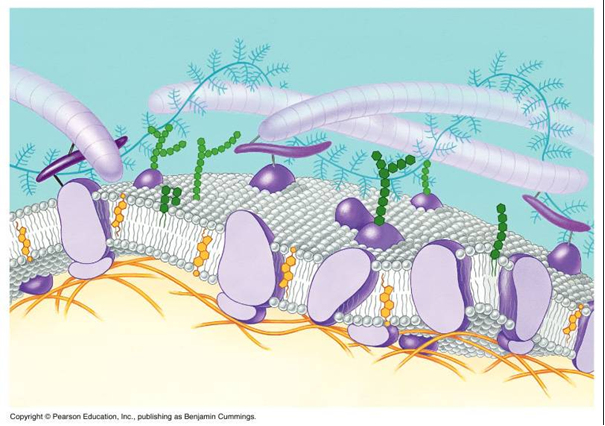 Copyright © Pearson Education, Inc., publishing as Benjamin Cummings.